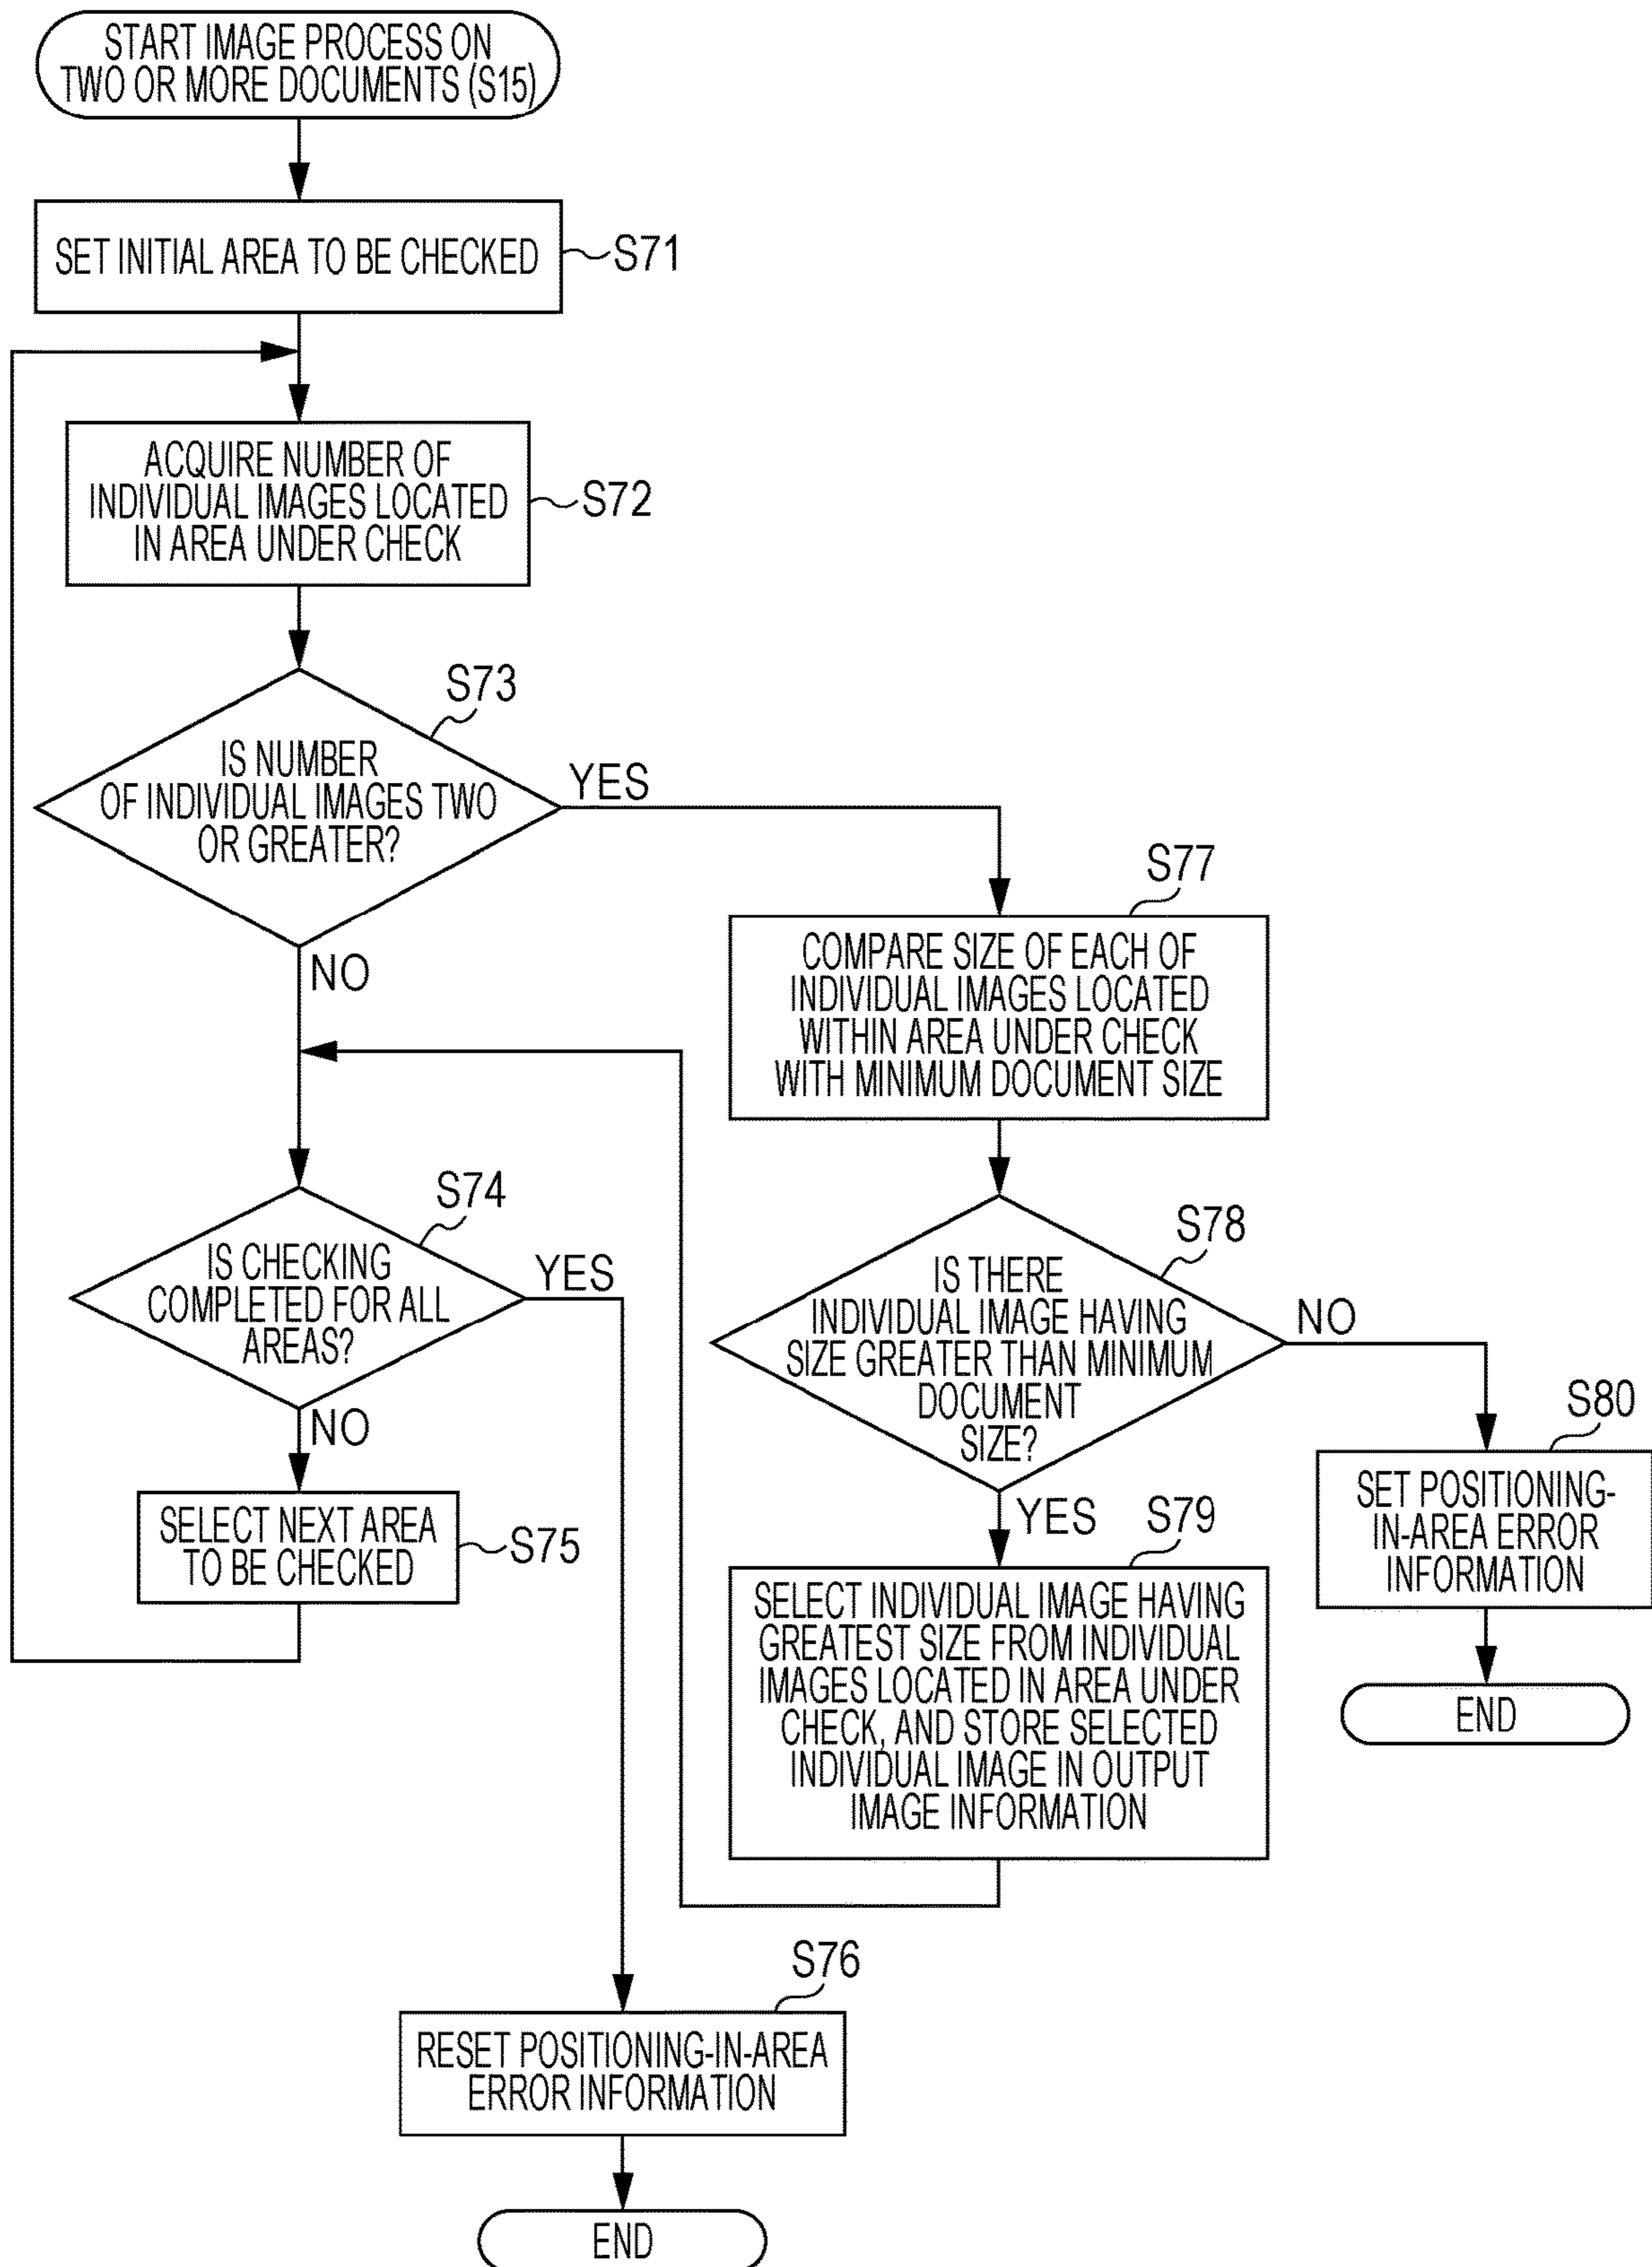 START IMAGE PROCESS ON
TWO OR MORE DOCUMENTS (S15)
SET INITIAL AREA TO BE CHECKED
S71
ACQUIRE NUMBER OF
INDIVIDUAL IMAGES LOCATED
IN AREA UNDER CHECK
S72
S73
IS NUMBER
OF INDIVIDUAL IMAGES TWO
OR GREATER?
YES
NO
S77
COMPARE SIZE OF EACH OF
INDIVIDUAL IMAGES LOCATED
WITHIN AREA UNDER CHECK
WITH MINIMUM DOCUMENT SIZE
S74
IS CHECKING
COMPLETED FOR ALL
AREAS?
YES
NO
SELECT NEXT AREA
TO BE CHECKED
S75
S78
IS THERE
INDIVIDUAL IMAGE HAVING
SIZE GREATER THAN MINIMUM
DOCUMENT
SIZE?
NO
YES
S80
SET POSITIONING-
IN-AREA ERROR
INFORMATION
END
S79
SELECT INDIVIDUAL IMAGE HAVING
GREATEST SIZE FROM INDIVIDUAL
IMAGES LOCATED IN AREA UNDER
CHECK, AND STORE SELECTED
INDIVIDUAL IMAGE IN OUTPUT
IMAGE INFORMATION
S76
RESET POSITIONING-IN-AREA
ERROR INFORMATION
END